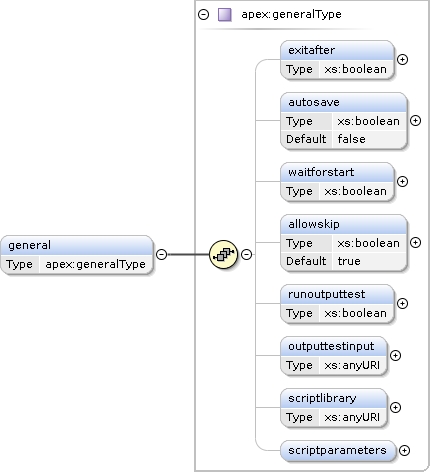 apex:generalType
exitafter
Type xs:boolean
autosave
Type xs:boolean
Default false
waitforstart
Type xs:boolean
allowskip
Type xs:boolean
Default true
general
Type apex:generalType
runoutputtest
Type xs:boolean
outputtestinput
Type xs:anyURI
scriptlibrary
Type xs:anyURI
scriptparameters